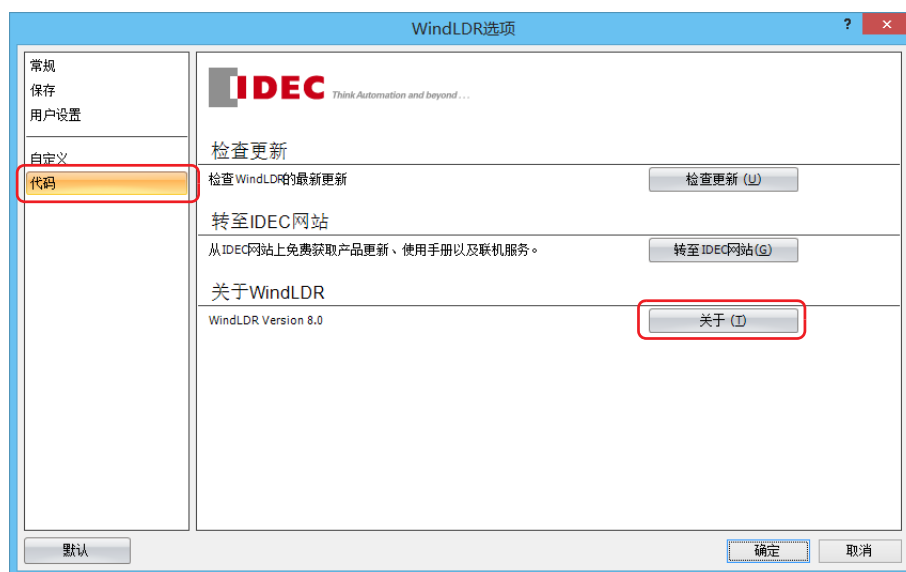 WindLDR选项
?
×
常规
保存
用户设置
自定义
代码
IDEC Think Automation and beyond...
检查更新
检查WindLDR的最新更新
检查更新 (U)
转至IDEC网站
从IDEC网站上免费获取产品更新、使用手册以及联机服务。
转至IDEC网站(G)
关于WindLDR
WindLDR Version 8.0
关于 (T)
默认
确定
取消